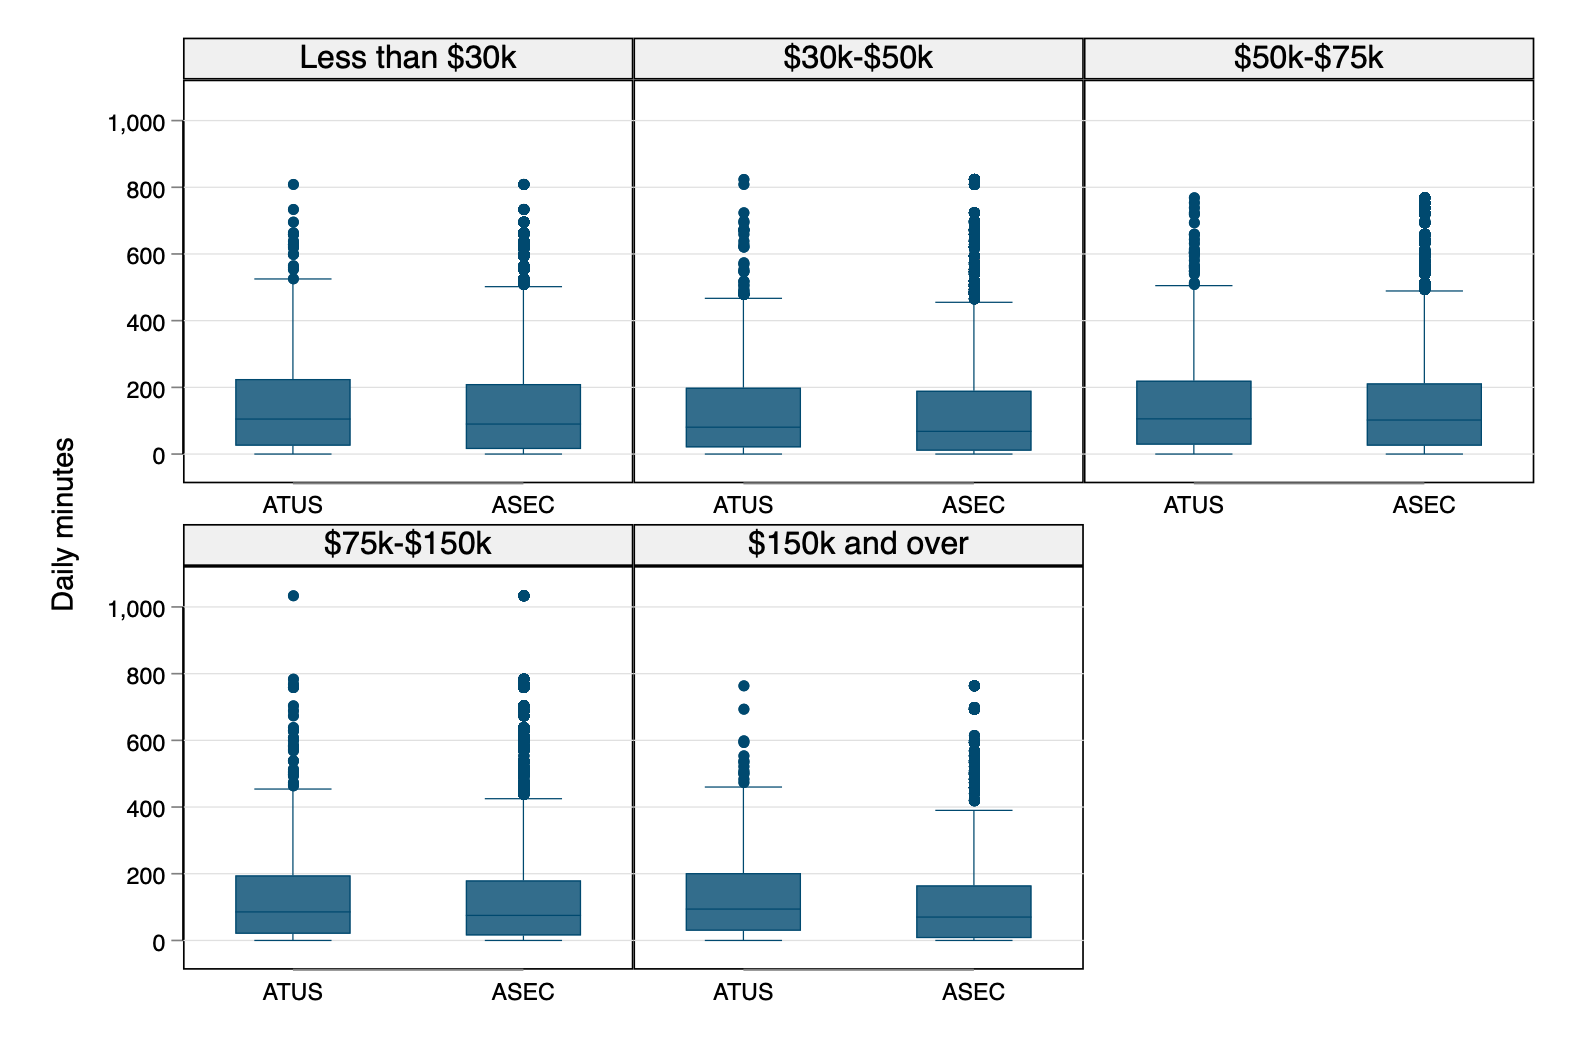 Less than $30k
$30k-$50k
$50k-$75k
1,000
800
600
400
200
0
ATUS
ASEC
ATUS
ASEC
ATUS
ASEC
Daily minutes
$75k-$150k
$150k and over
1,000
800
600
400
200
0
ATUS
ASEC
ATUS
ASEC